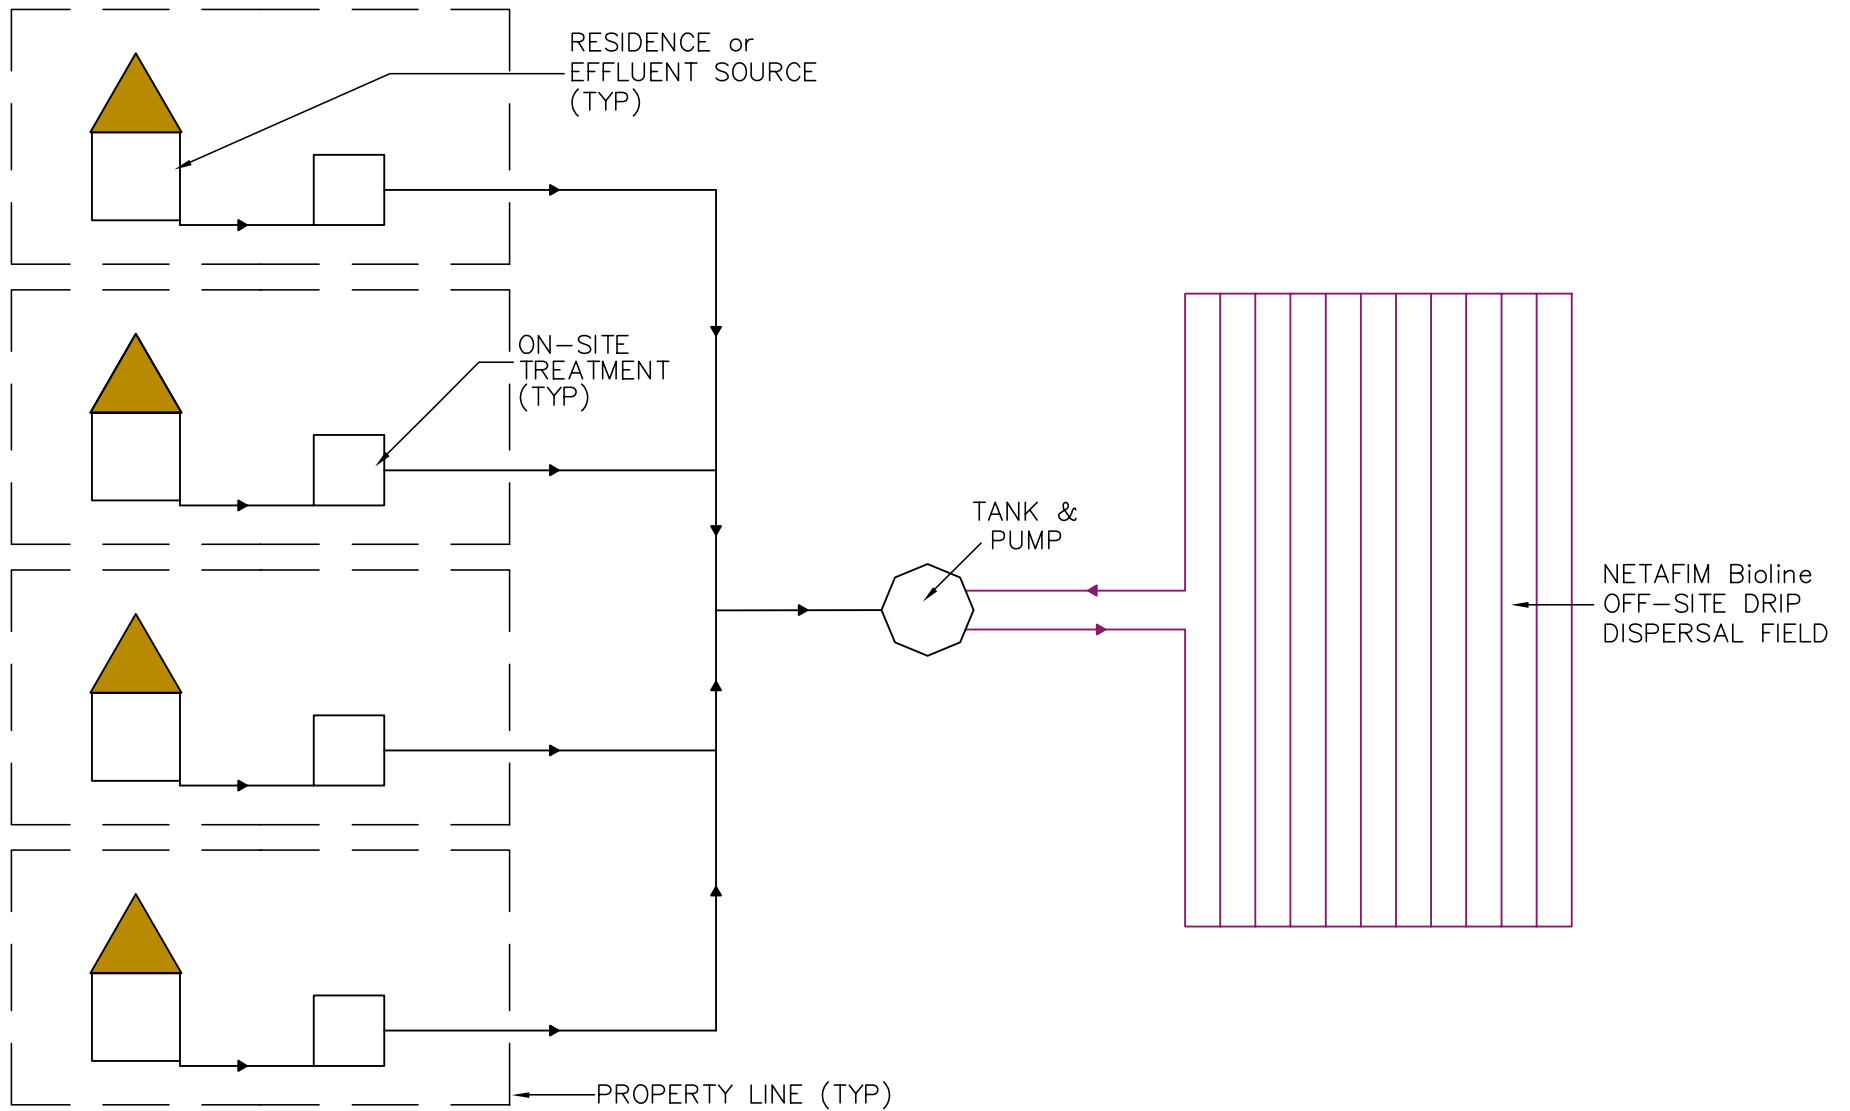 RESIDENCE or
EFFLUENT SOURCE
(TYP)
ON-SITE
TREATMENT
(TYP)
TANK &
PUMP
NETAFIM Bioline
OFF-SITE DRIP
DISPERSAL FIELD
PROPERTY LINE (TYP)